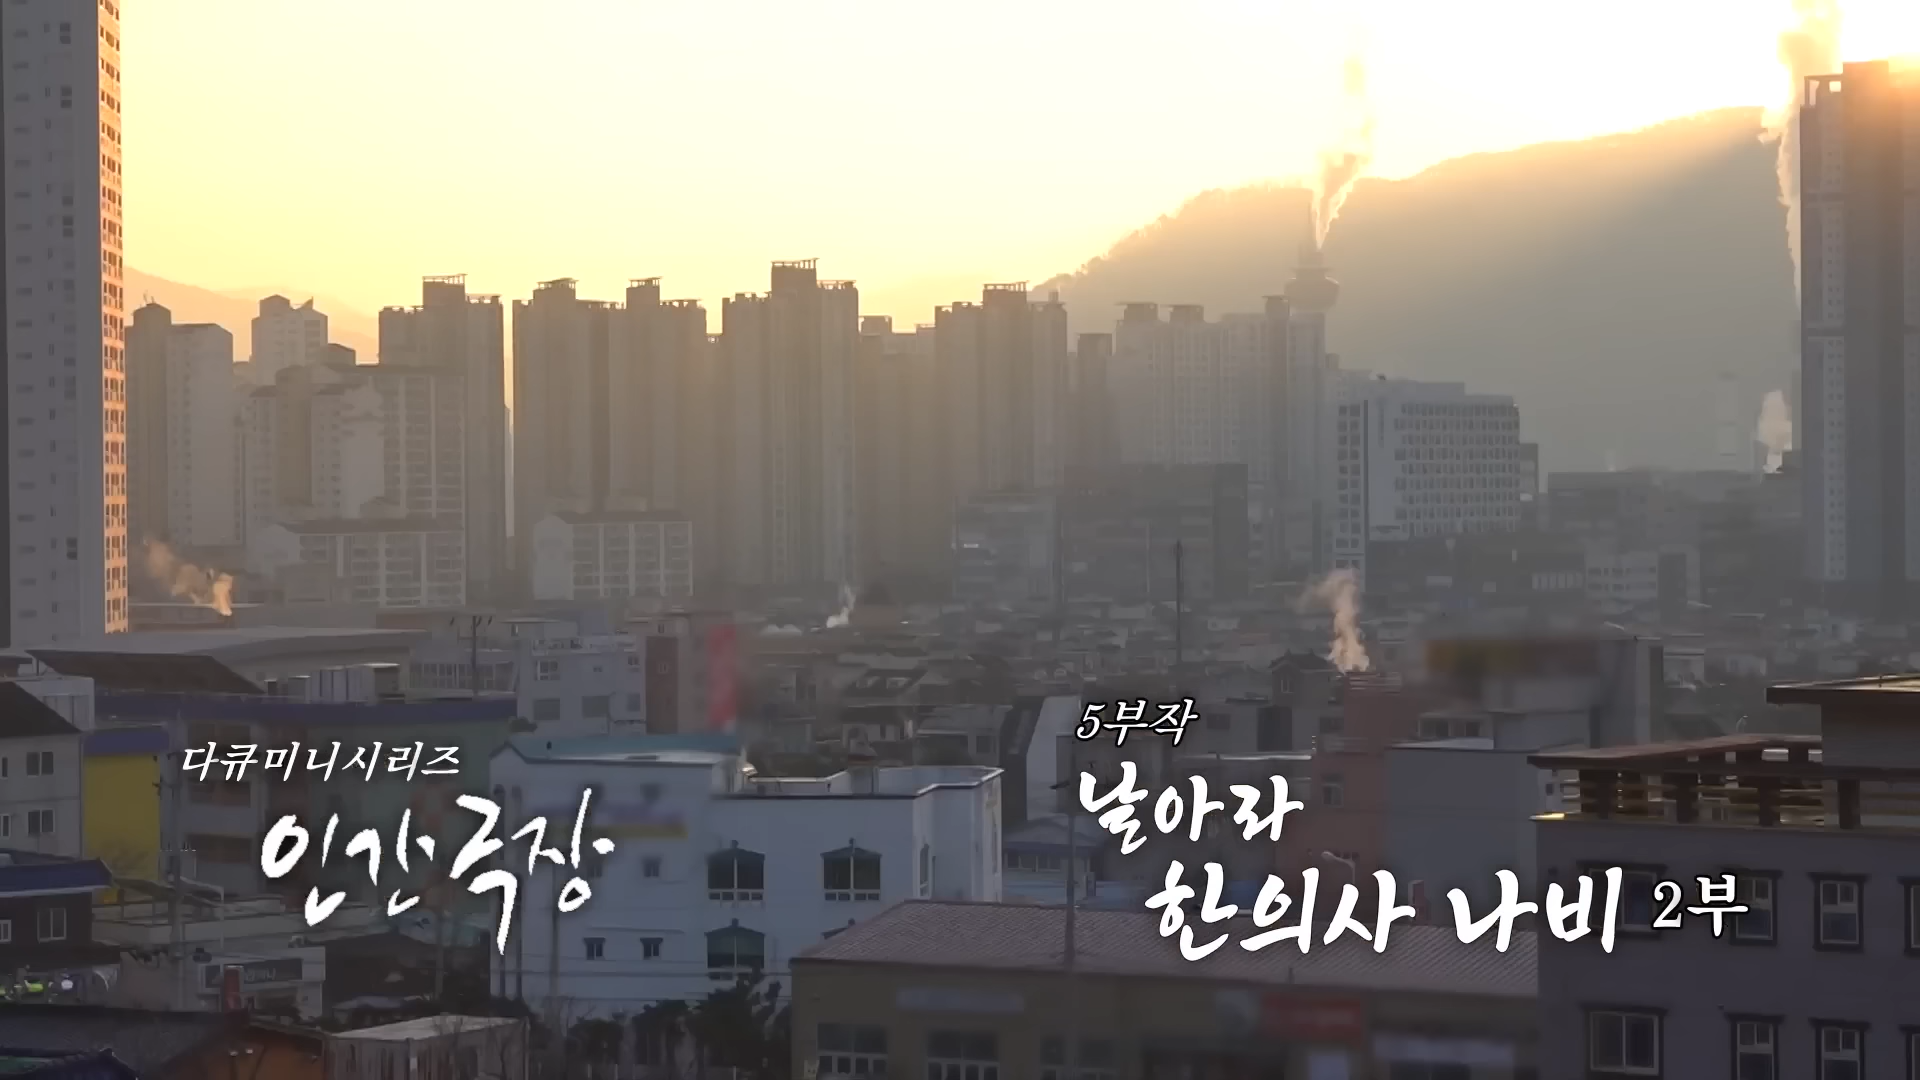 다큐미니시리즈
인간극장
5부작
날아라
한의사 나비 2부